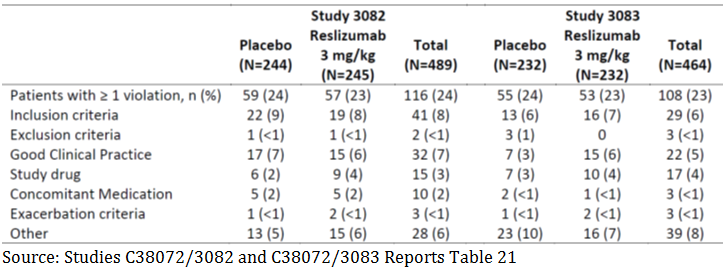 Study 3082 Study 3083
Reslizumab Reslizumab
Placebo 3 mg/kg Total Placebo 3 mg/kg Total
(N=244) (N=245) (N=489) (N=232) (N=232) (N=464)
Patients with ≥ 1 violation, n (%) 59 (24) 57 (23) 116 (24) 55 (24) 53 (23) 108 (23)
Inclusion criteria 22 (9) 19 (8) 41 (8) 13 (6) 16 (7) 29 (6)
Exclusion criteria 1 (<1) 1 (<1) 2 (<1) 3 (1) 0 3 (<1)
Good Clinical Practice 17 (7) 15 (6) 32 (7) 7 (3) 15 (6) 22 (5)
Study drug 6 (2) 9 (4) 15 (3) 7 (3) 10 (4) 17 (4)
Concomitant Medication 5 (2) 5 (2) 10 (2) 2 (<1) 1 (<1) 3 (<1)
Exacerbation criteria 1 (<1) 2 (<1) 3 (<1) 1 (<1) 2 (<1) 3 (<1)
Other 13 (5) 15 (6) 28 (6) 23 (10) 16 (7) 39 (8)
Source: Studies C38072/3082 and C38072/3083 Reports Table 21